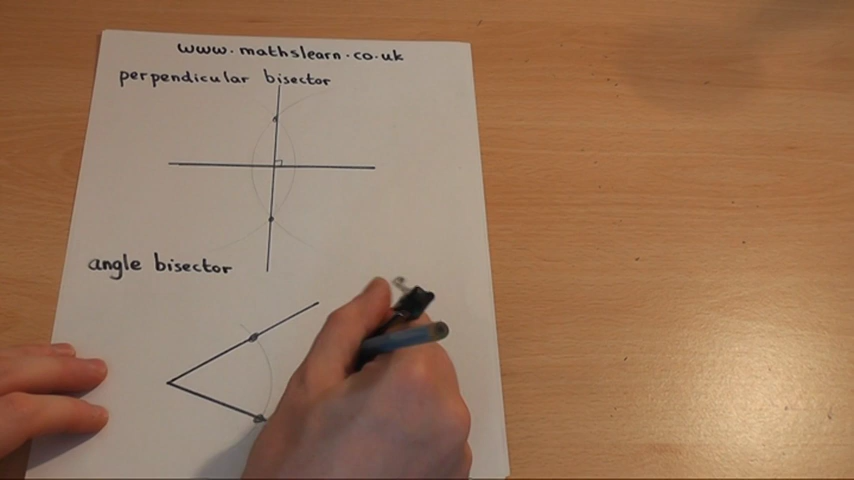 www.mathslearn.co.uk
perpendicular bisector
angle bisector